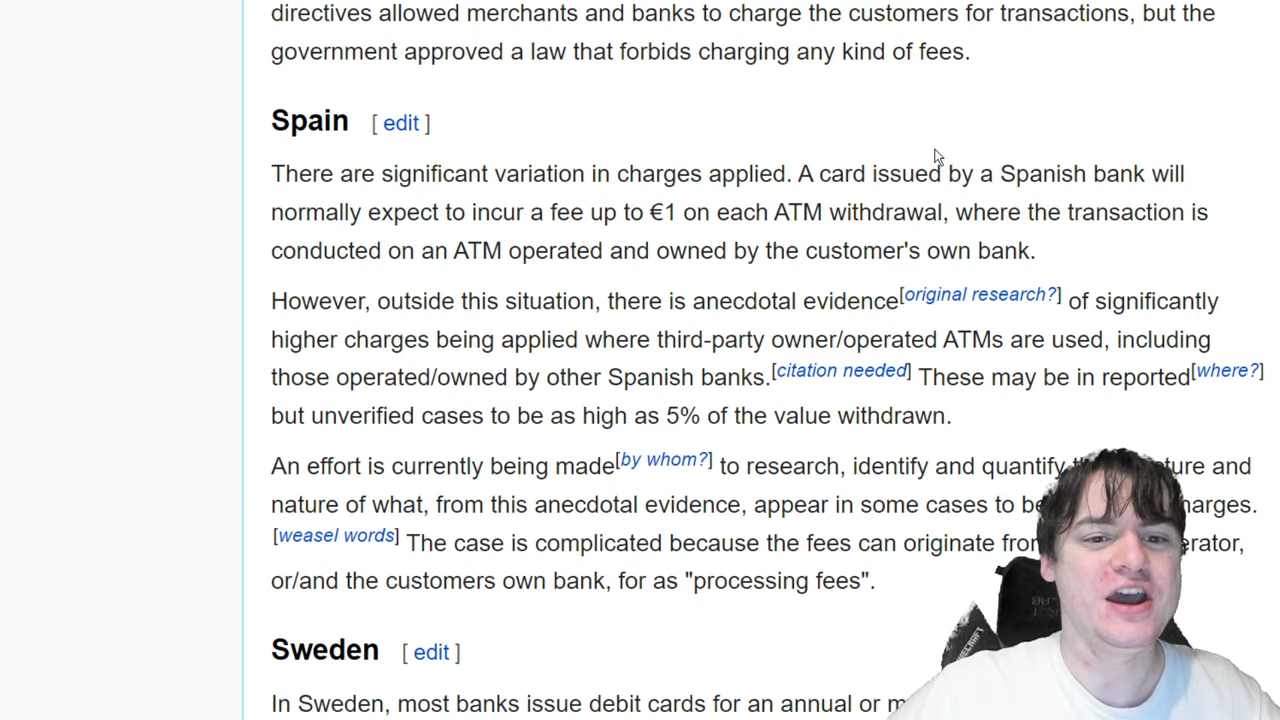 directives allowed merchants and banks to charge the customers for transactions, but the
government approved a law that forbids charging any kind of fees.
Spain [ edit ]
There are significant variation in charges applied. A card issued by a Spanish bank will
normally expect to incur a fee up to €1 on each ATM withdrawal, where the transaction is
conducted on an ATM operated and owned by the customer's own bank.
However, outside this situation, there is anecdotal evidence[original research?] of significantly
higher charges being applied where third-party owner/operated ATMs are used, including
those operated/owned by other Spanish banks.[citation needed] These may be in reported[where?]
but unverified cases to be as high as 5% of the value withdrawn.
An effort is currently being made[by whom?] to research, identify and quantify and
nature of what, from this anecdotal evidence, appear in some cases to
[weasel words] The case is complicated because the fees can originate
or/and the customers own bank, for as "processing fees".
Sweden [ edit ]
In Sweden, most banks issue debit cards for an annual or